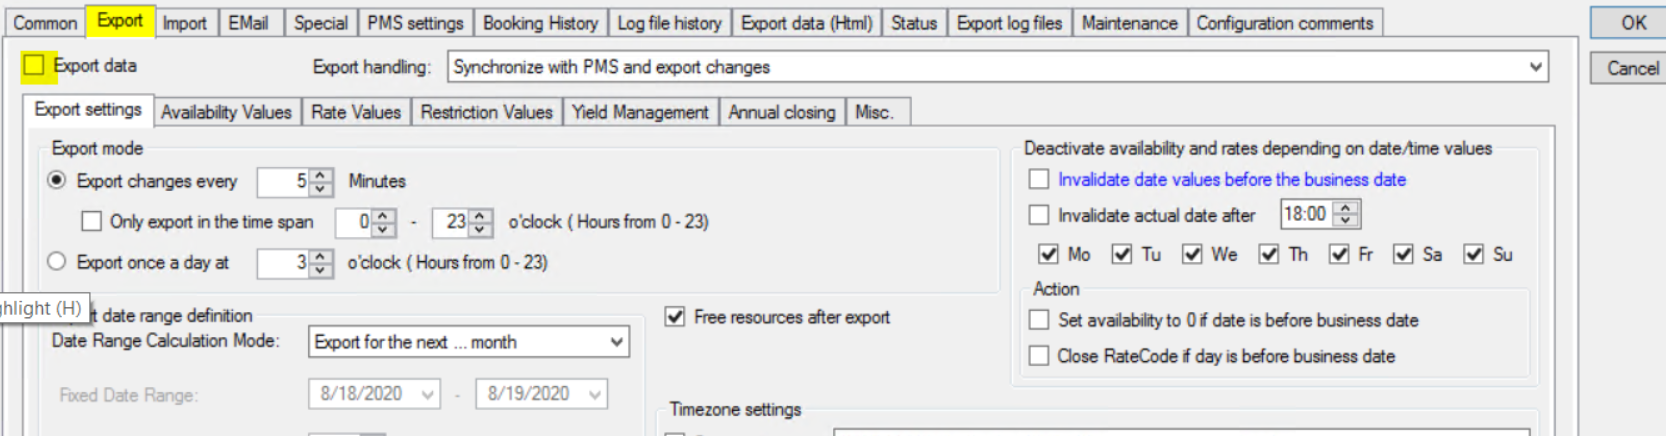 Common Export Import EMail Special PMS settings Booking History Log file history Export data (Html) Status Export log files Maintenance Configuration comments OK
Export data Export handling: Synchronize with PMS and export changes Cancel
Export settings Availability Values Rate Values Restriction Values Yield Management Annual closing Misc.
Export mode Deactivate availability and rates depending on date/time values
Export changes every 5 Minutes Invalidate date values before the business date
Only export in the time span 0 - 23 o'clock ( Hours from 0 - 23) Invalidate actual date after 18:00
Mo Tu We Th Fr Sa Su
Export once a day at 3 o'clock ( Hours from 0 - 23)
Action
ghlight (H)
t date range definition Free resources after export Set availability to 0 if date is before business date
Date Range Calculation Mode: Export for the next ... month Close RateCode if day is before business date
Fixed Date Range: 8/18/2020 - 8/19/2020
Timezone settings